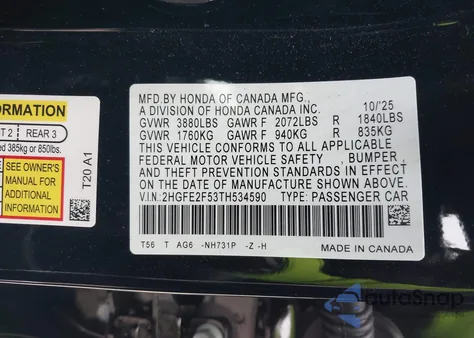 ORMATION
T 2 REAR 3
ed 385kg or 850lbs.
SEE OWNER'S
MANUAL FOR
ADDITIONAL
INFORMATION
T20 A1
MFD.BY HONDA OF CANADA MFG.,
A DIVISION OF HONDA CANADA INC. 10/'25
GVWR 3880LBS GAWR F 2072LBS R 1840LBS
GVWR 1760KG GAWR F 940KG R 835KG
THIS VEHICLE CONFORMS TO ALL APPLICABLE
FEDERAL MOTOR VEHICLE SAFETY , BUMPER ,
AND THEFT PREVENTION STANDARDS IN EFFECT ON
THE DATE OF MANUFACTURE SHOWN ABOVE.
V.I.N.:2HGFE2F53TH534590 TYPE: PASSENGER CAR
T56 T AG6 -NH731P -Z -H
MADE IN CANADA
AutoSnap